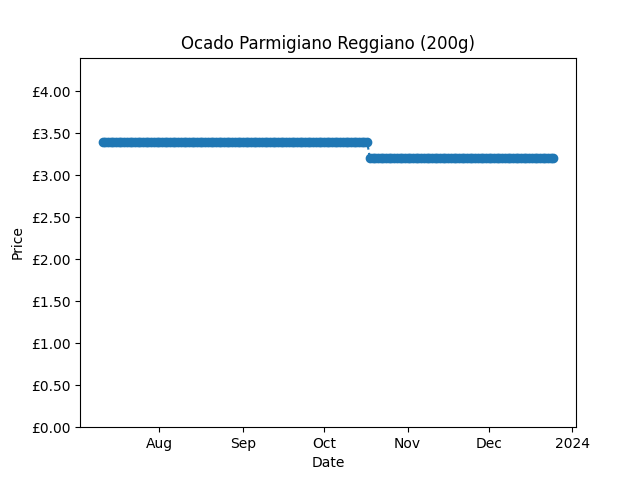 Ocado Parmigiano Reggiano (200g)
£4.00
£3.50
£3.00
£2.50
£2.00
£1.50
£1.00
£0.50
£0.00
Price
Aug Sep Oct Nov Dec 2024
Date